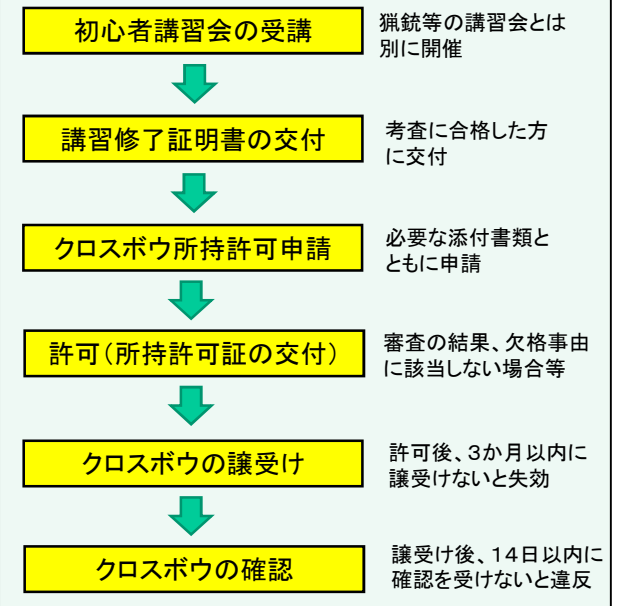 初心者講習会の受講
猟銃等の講習会とは
別に開催
講習修了証明書の交付
考査に合格した方
に交付
クロスボウ所持許可申請
必要な添付書類と
ともに申請
許可(所持許可証の交付)
審査の結果、欠格事由
に該当しない場合等
クロスボウの譲受け
許可後、3か月以内に
譲受けないと失効
クロスボウの確認
譲受け後、14日以内に
確認を受けないと違反